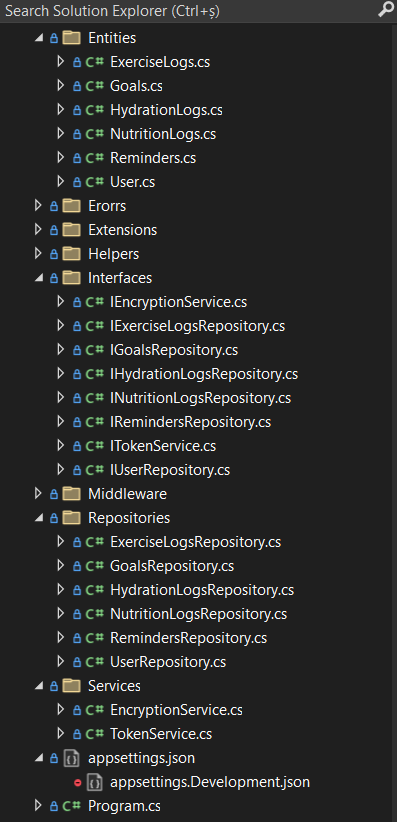 Search Solution Explorer (Ctrl+ş)
Entities
C# ExerciseLogs.cs
C# Goals.cs
C# HydrationLogs.cs
C# NutritionLogs.cs
C# Reminders.cs
C# User.cs
Erorrs
Extensions
Helpers
Interfaces
C# IEncryptionService.cs
C# IExerciseLogsRepository.cs
C# IGoalsRepository.cs
C# IHydrationLogsRepository.cs
C# INutritionLogsRepository.cs
C# IRemindersRepository.cs
C# ITokenService.cs
C# IUserRepository.cs
Middleware
Repositories
C# ExerciseLogsRepository.cs
C# GoalsRepository.cs
C# HydrationLogsRepository.cs
C# NutritionLogsRepository.cs
C# RemindersRepository.cs
C# UserRepository.cs
Services
C# EncryptionService.cs
C# TokenService.cs
appsettings.json
appsettings.Development.json
C# Program.cs